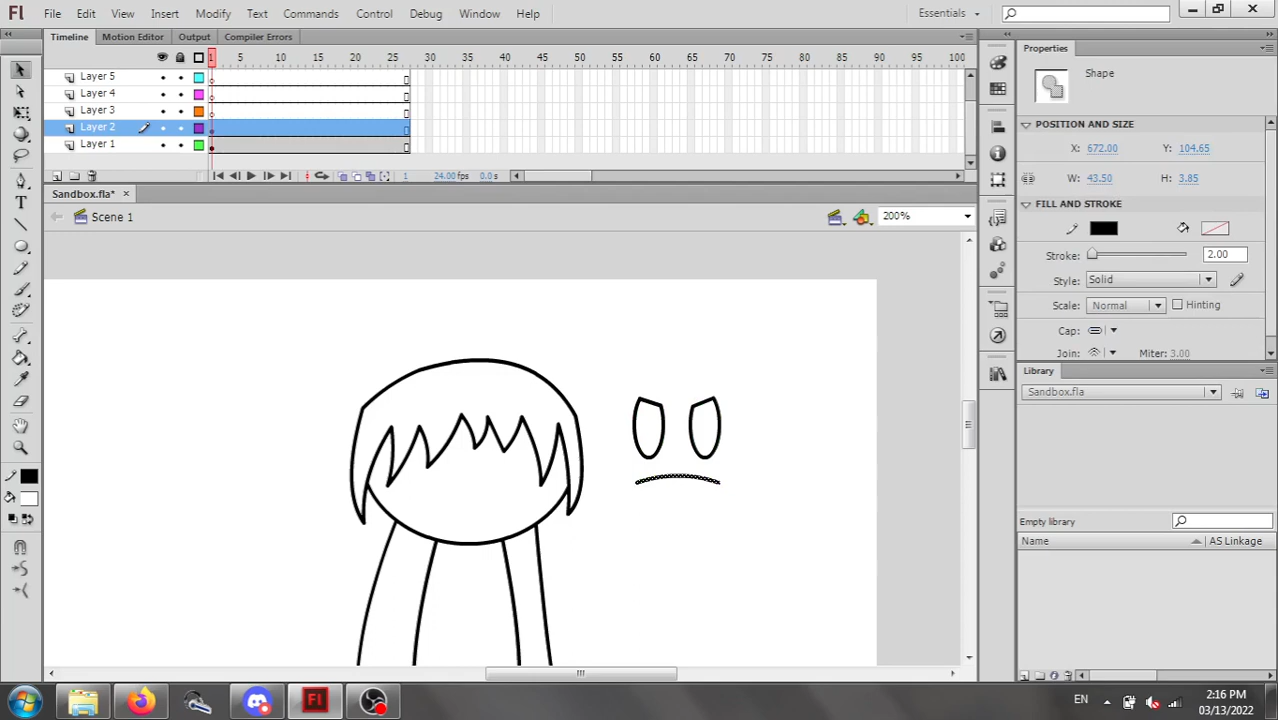 Fl File Edit View Insert Modify Text Commands Control Debug Window Help Essentials
Timeline Motion Editor Output Compiler Errors
1 5 10 15 20 25 30 35 40 45 50 55 60 65 70 75 80 85 90 95 100
Layer 5
Layer 4
Layer 3
Layer 2
Layer 1
1 24.00 fps 0.0 s
Sandbox.fla*
Scene 1
200%
Properties
Shape
POSITION AND SIZE
X: 672.00 Y: 104.65
W: 43.50 H: 3.85
FILL AND STROKE
Stroke: 2.00
Style: Solid
Scale: Normal Hinting
Cap:
Join: Miter: 3.00
Library
Sandbox.fla
Empty library
Name AS Linkage
Fl
EN
2:16 PM
03/13/2022